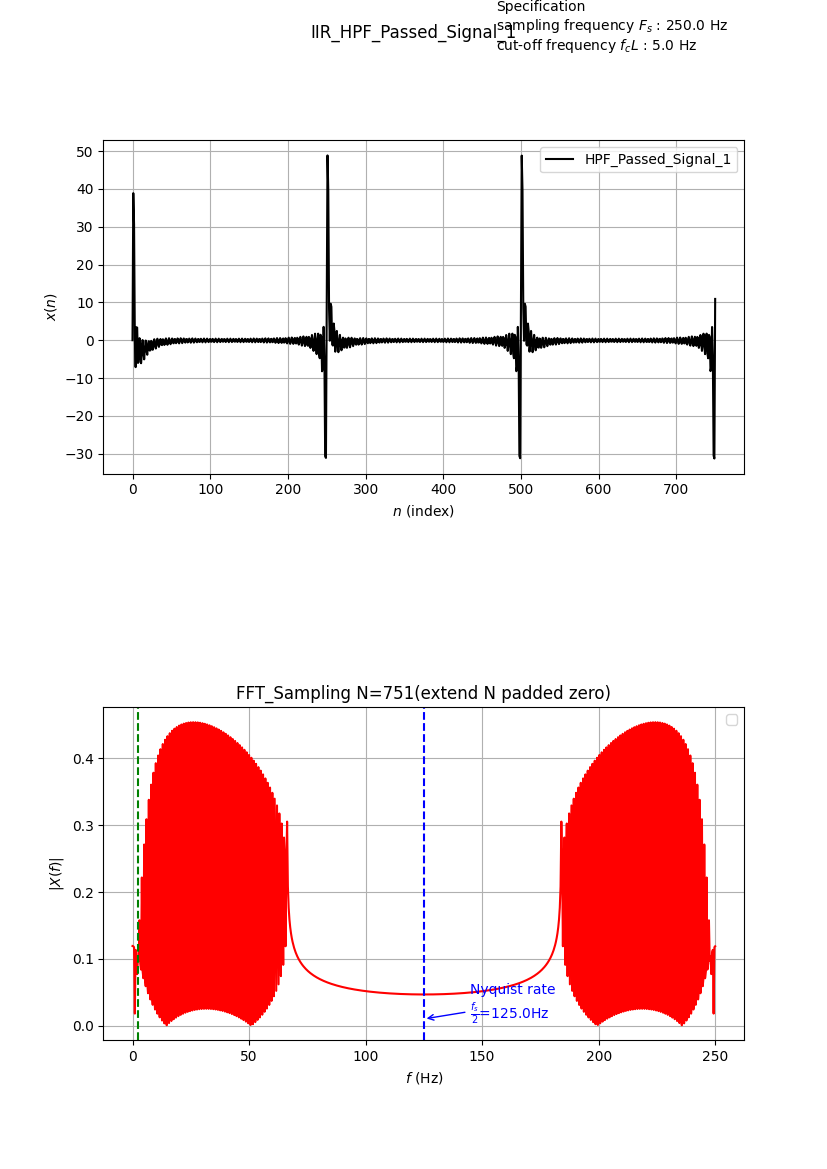 Specification
sampling frequency $F_s$ : 250.0 Hz
cut-off frequency $f_cL$ : 5.0 Hz
IIR_HPF_Passed_Signal_1
HPF_Passed_Signal_1
50
40
30
20
10
0
−10
−20
−30
x(n)
0 100 200 300 400 500 600 700
n (index)
FFT_Sampling N=751(extend N padded zero)
0.4
0.3
0.2
0.1
0.0
|X(f)|
Nyquist rate
$\frac{f_s}{2}$=125.0Hz
0 50 100 150 200 250
f (Hz)